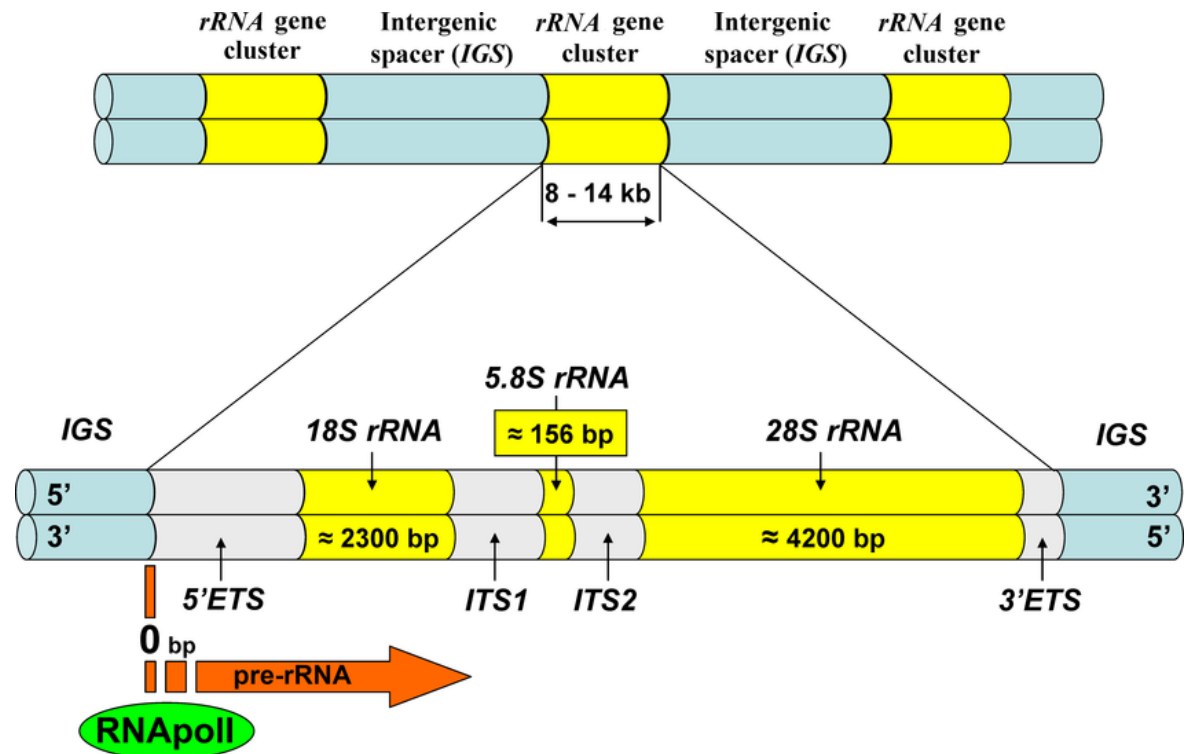 rRNA gene
cluster
Intergenic
spacer (IGS)
rRNA gene
cluster
Intergenic
spacer (IGS)
rRNA gene
cluster
8 - 14 kb
5.8S rRNA
≈ 156 bp
IGS
18S rRNA
28S rRNA
IGS
5’
3’
3’
≈ 2300 bp
≈ 4200 bp
5’
5’ETS
ITS1
ITS2
3’ETS
0 bp
pre-rRNA
RNApolI